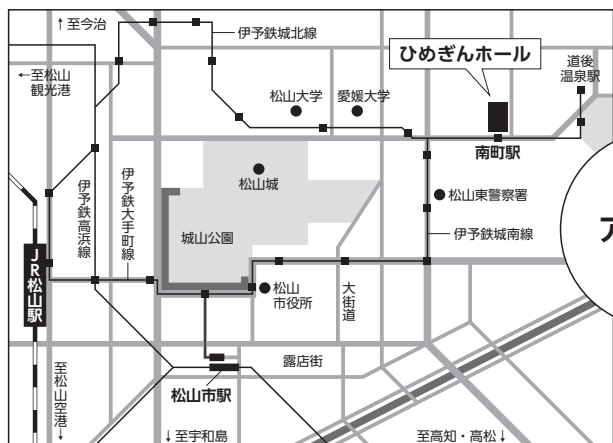 ↑至今治
伊予鉄城北線
ひめぎんホール
道後
温泉駅
←至松山
観光港
松山大学
愛媛大学
南町駅
松山城
松山東警察署
伊予鉄高浜線
伊予鉄大手町線
城山公園
伊予鉄城南線
ア
JR松山駅
松山
市役所
大街道
露店街
至松山空港↓
松山市駅
↓至宇和島
至高知・高松↓